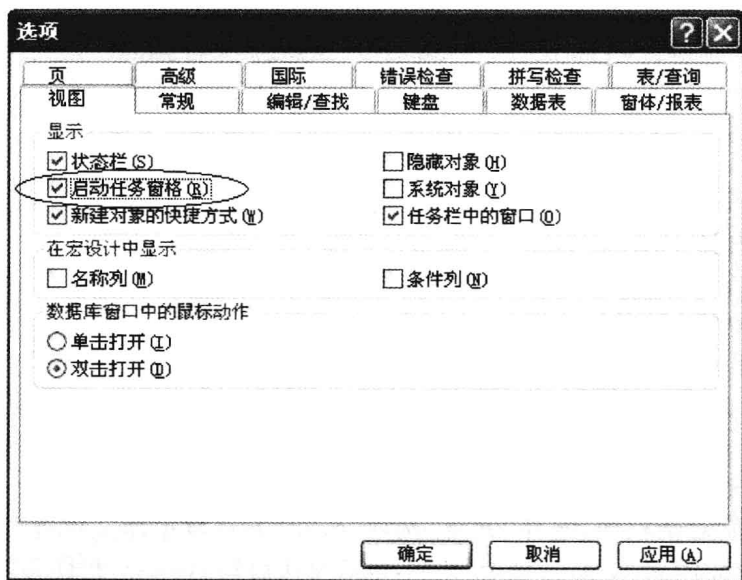 选项
页 高级 国际 错误检查 拼写检查 表/查询
视图 常规 编辑/查找 键盘 数据表 窗体/报表
显示
状态栏(S) 隐藏对象(H)
启动任务窗格(R) 系统对象(Y)
新建对象的快捷方式(W) 任务栏中的窗口(O)
在宏设计中显示
名称列(M) 条件列(N)
数据库窗口中的鼠标动作
单击打开(I)
双击打开(D)
确定 取消 应用(A)